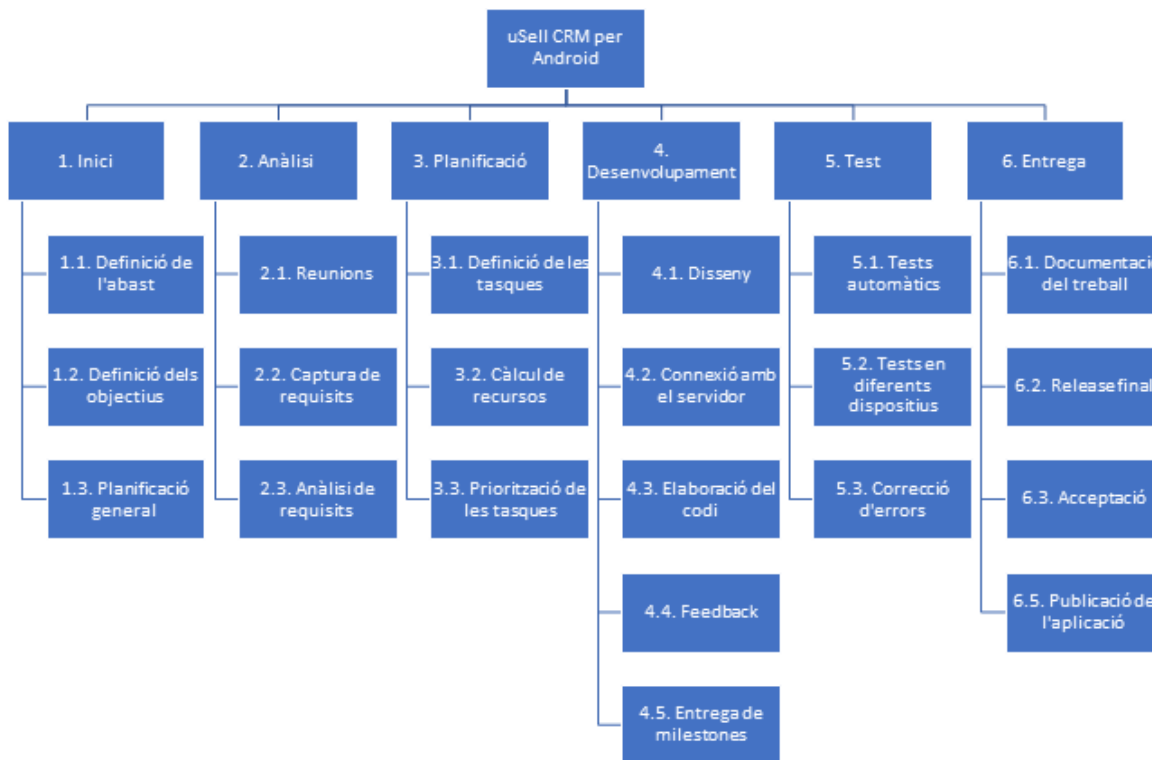 uSell CRM per
Android
1. Inici
2. Anàlisi
3. Planificació
4.
Desenvolupament
5. Test
6. Entrega
1.1. Definició de
l'abast
2.1. Reunions
3.1. Definició de les
tasques
4.1. Disseny
5.1. Tests
automàtics
6.1. Documentació
del treball
1.2. Definició dels
objectius
2.2. Captura de
requisits
3.2. Càlcul de
recursos
4.2. Connexió amb
el servidor
5.2. Tests en
diferents
dispositius
6.2. Release final
1.3. Planificació
general
2.3. Anàlisi de
requisits
3.3. Priorització de
les tasques
4.3. Elaboració del
codi
5.3. Correcció
d'errors
6.3. Acceptació
4.4. Feedback
6.5. Publicació de
l'aplicació
4.5. Entrega de
milestones